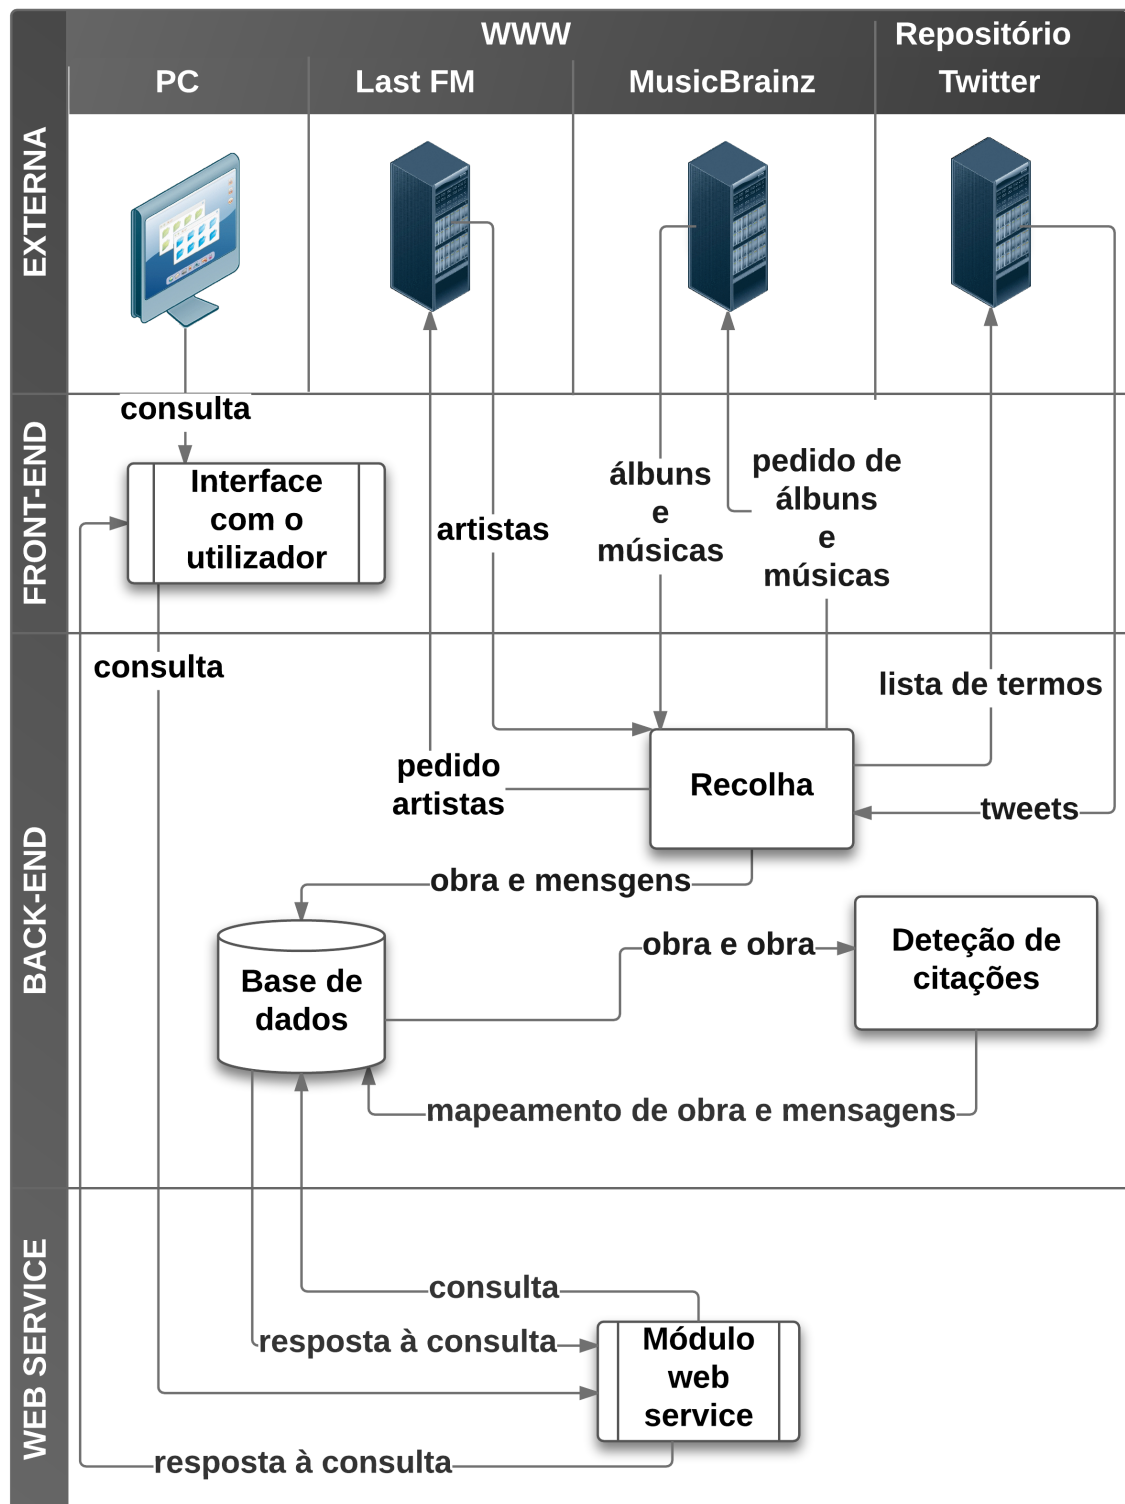 WWW
Repositório
PC
Last FM
MusicBrainz
Twitter
EXTERNA
consulta
FRONT-END
Interface
com o
utilizador
artistas
álbuns
e
músicas
pedido de
álbuns
e
músicas
consulta
lista de termos
BACK-END
pedido
artistas
Recolha
tweets
obra e mensgens
Base de
dados
obra e obra
Deteção de
citações
mapeamento de obra e mensagens
WEB SERVICE
consulta
resposta à consulta
Módulo
web
service
resposta à consulta